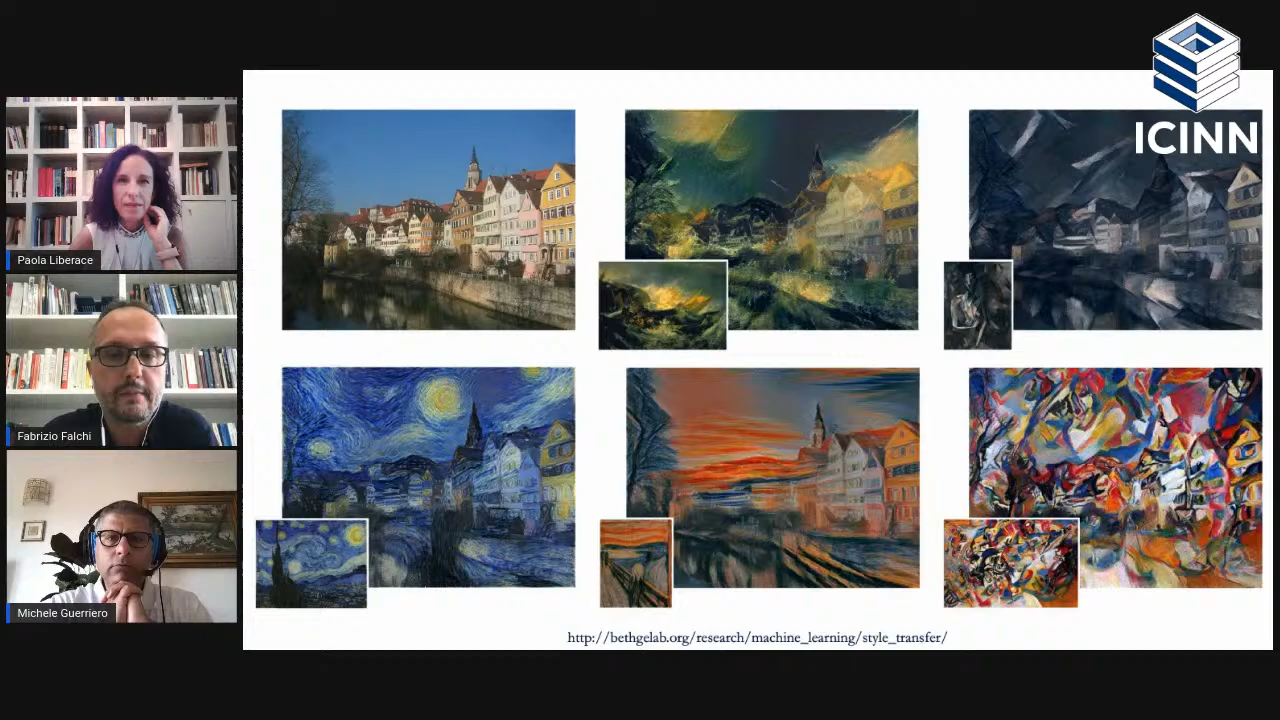 ICINN
Paola Liberace
Fabrizio Falchi
Michele Guerriero
http://bethgelab.org/research/machine_learning/style_transfer/